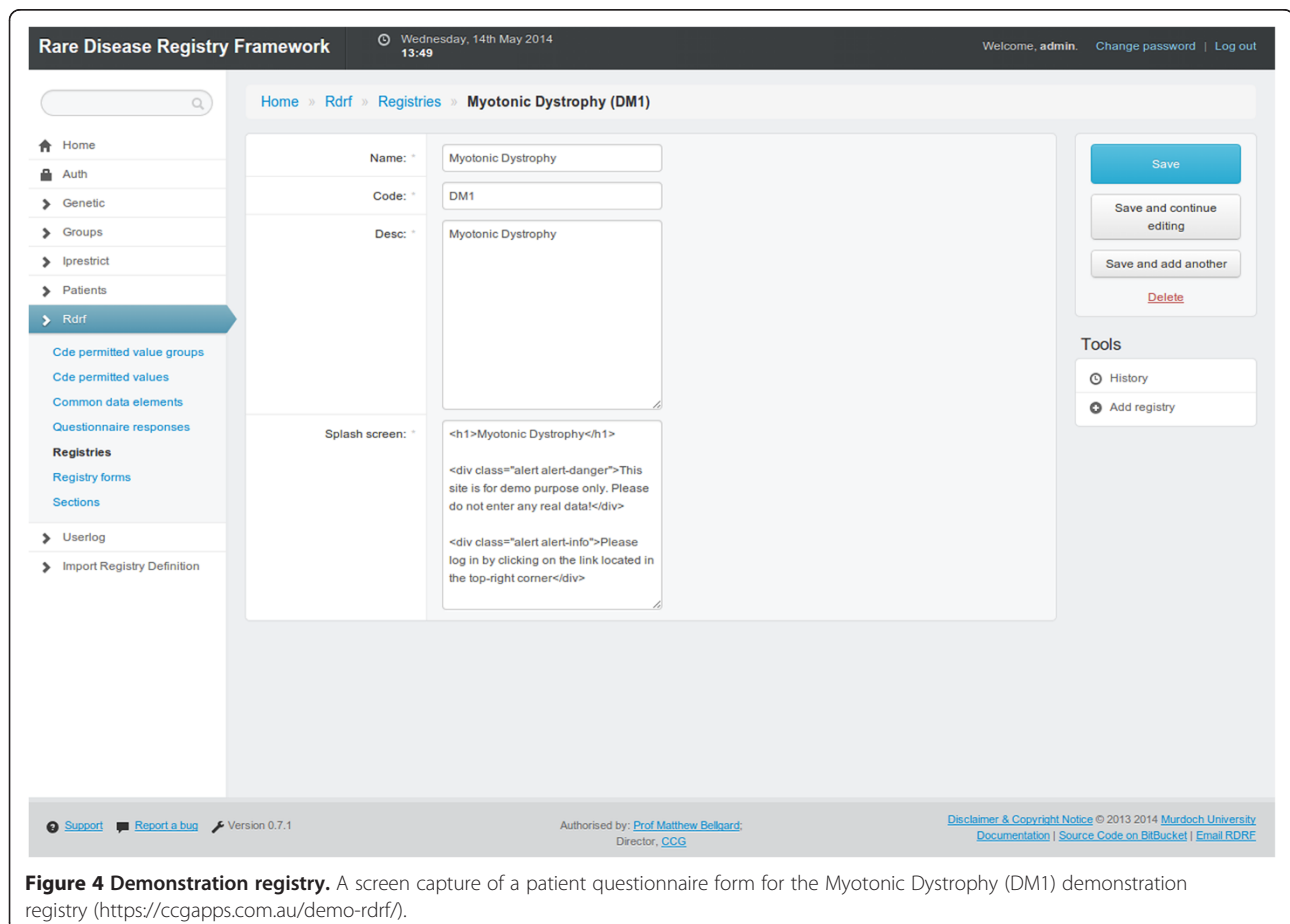 Rare Disease Registry Framework
Wednesday, 14th May 2014
13:49
Welcome, admin. Change password | Log out
Home » Rdrf » Registries » Myotonic Dystrophy (DM1)
Home
Auth
Genetic
Groups
Iprestrict
Patients
Rdrf
Cde permitted value groups
Cde permitted values
Common data elements
Questionnaire responses
Registries
Registry forms
Sections
Userlog
Import Registry Definition
Name: *
Myotonic Dystrophy
Code: *
DM1
Desc: *
Myotonic Dystrophy
Splash screen: *
<h1>Myotonic Dystrophy</h1>
<div class="alert alert-danger">This
site is for demo purpose only. Please
do not enter any real data!</div>
<div class="alert alert-info">Please
log in by clicking on the link located in
the top-right corner</div>
Save
Save and continue
editing
Save and add another
Delete
Tools
History
Add registry
Support Report a bug Version 0.7.1
Authorised by: Prof Matthew Bellgard;
Director, CCG
Disclaimer & Copyright Notice © 2013 2014 Murdoch University
Documentation | Source Code on BitBucket | Email RDRF
Figure 4 Demonstration registry. A screen capture of a patient questionnaire form for the Myotonic Dystrophy (DM1) demonstration
registry (https://ccgapps.com.au/demo-rdrf/).